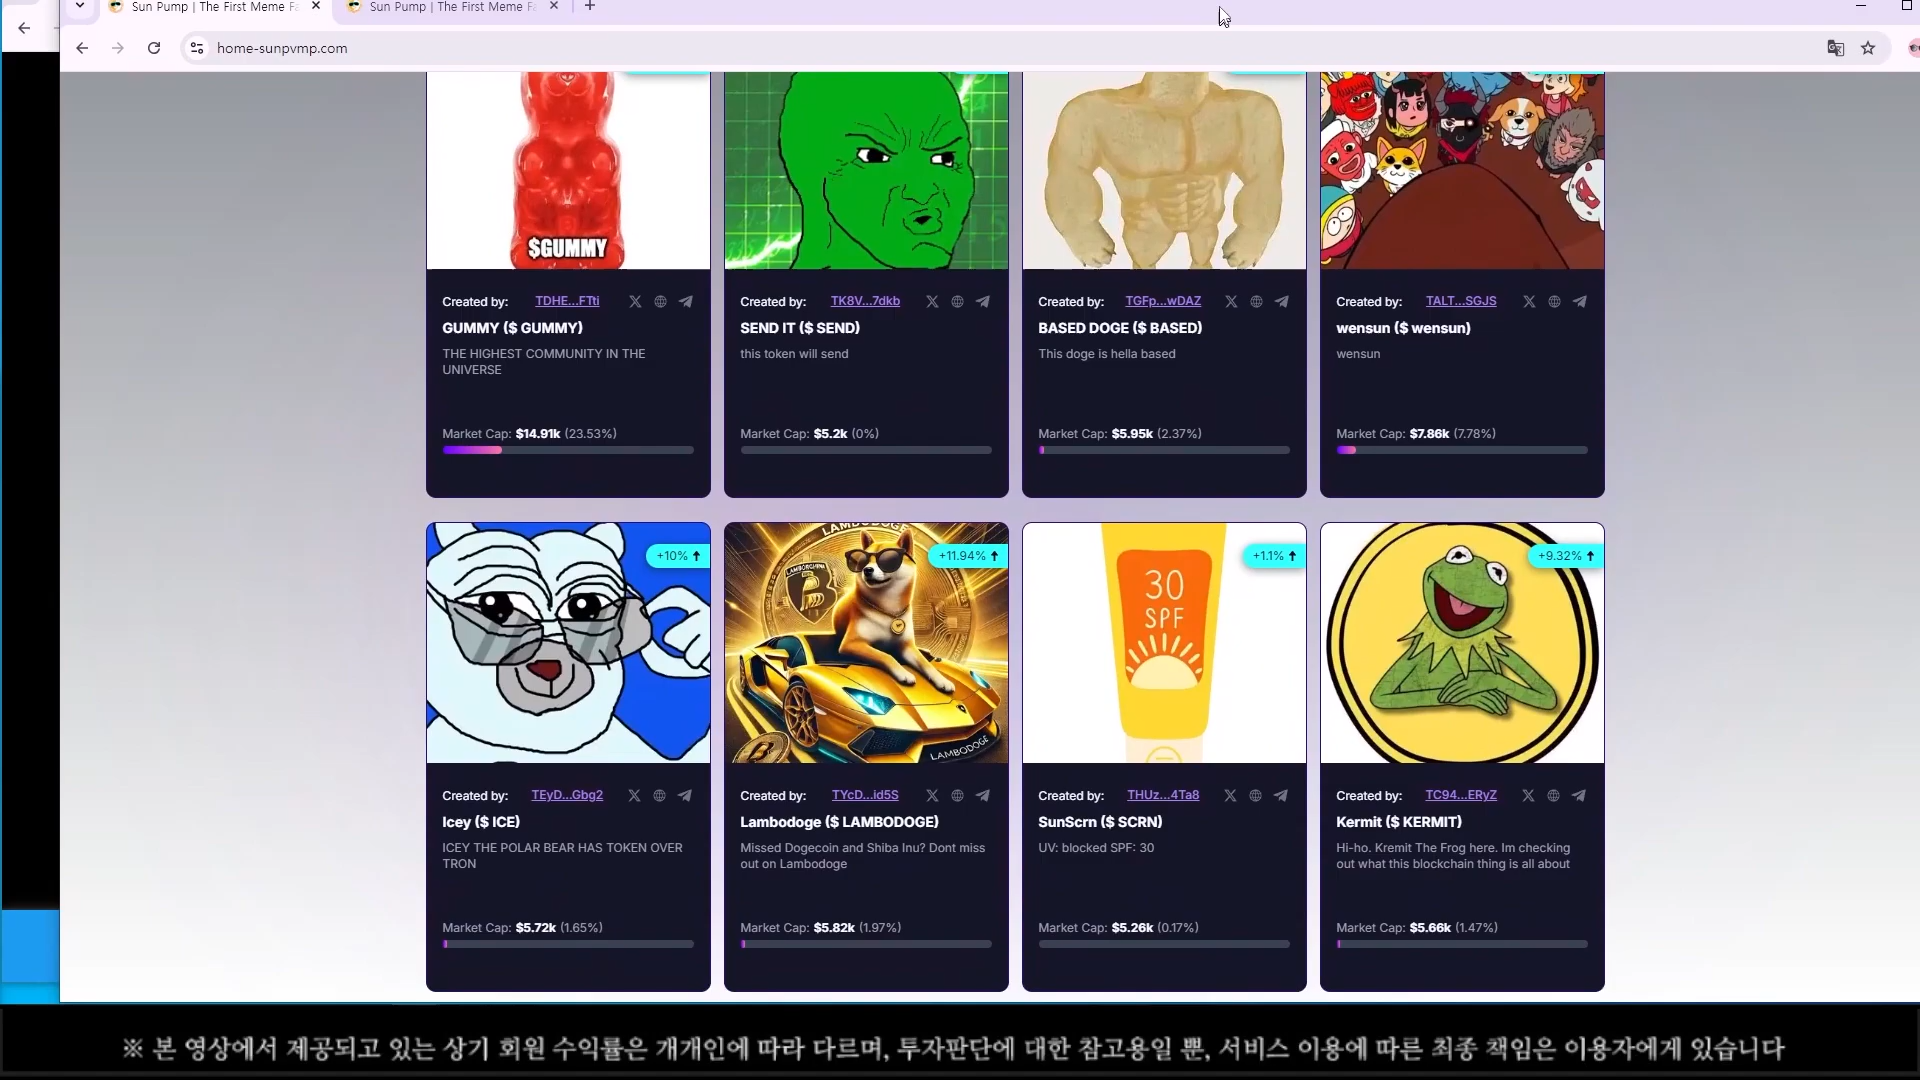 Sun Pump | The First Meme Fa
Sun Pump | The First Meme Fa
home-sunpvmp.com
$GUMMY
Created by: TDHE...FTti
GUMMY ($ GUMMY)
THE HIGHEST COMMUNITY IN THE
UNIVERSE
Market Cap: $14.91k (23.53%)
Created by: TK8V...7dkb
SEND IT ($ SEND)
this token will send
Market Cap: $5.2k (0%)
Created by: TGFp...wDAZ
BASED DOGE ($ BASED)
This doge is hella based
Market Cap: $5.95k (2.37%)
Created by: TALT...SGJS
wensun ($ wensun)
wensun
Market Cap: $7.86k (7.78%)
+10%
Created by: TEyD...Gbg2
Icey ($ ICE)
ICEY THE POLAR BEAR HAS TOKEN OVER
TRON
Market Cap: $5.72k (1.65%)
LAMBODOGE
+11.94%
LAMBODOGE
Created by: TYcD...id5S
Lambodoge ($ LAMBODOGE)
Missed Dogecoin and Shiba Inu? Dont miss
out on Lambodoge
Market Cap: $5.82k (1.97%)
+1.1%
30
SPF
Created by: THUz...4Ta8
SunScrn ($ SCRN)
UV: blocked SPF: 30
Market Cap: $5.26k (0.17%)
+9.32%
Created by: TC94...ERyZ
Kermit ($ KERMIT)
Hi-ho. Kremit The Frog here. Im checking
out what this blockchain thing is all about
Market Cap: $5.66k (1.47%)
※ 본 영상에서 제공되고 있는 상기 회원 수익률은 개개인에 따라 다르며, 투자판단에 대한 참고용일 뿐, 서비스 이용에 따른 최종 책임은 이용자에게 있습니다